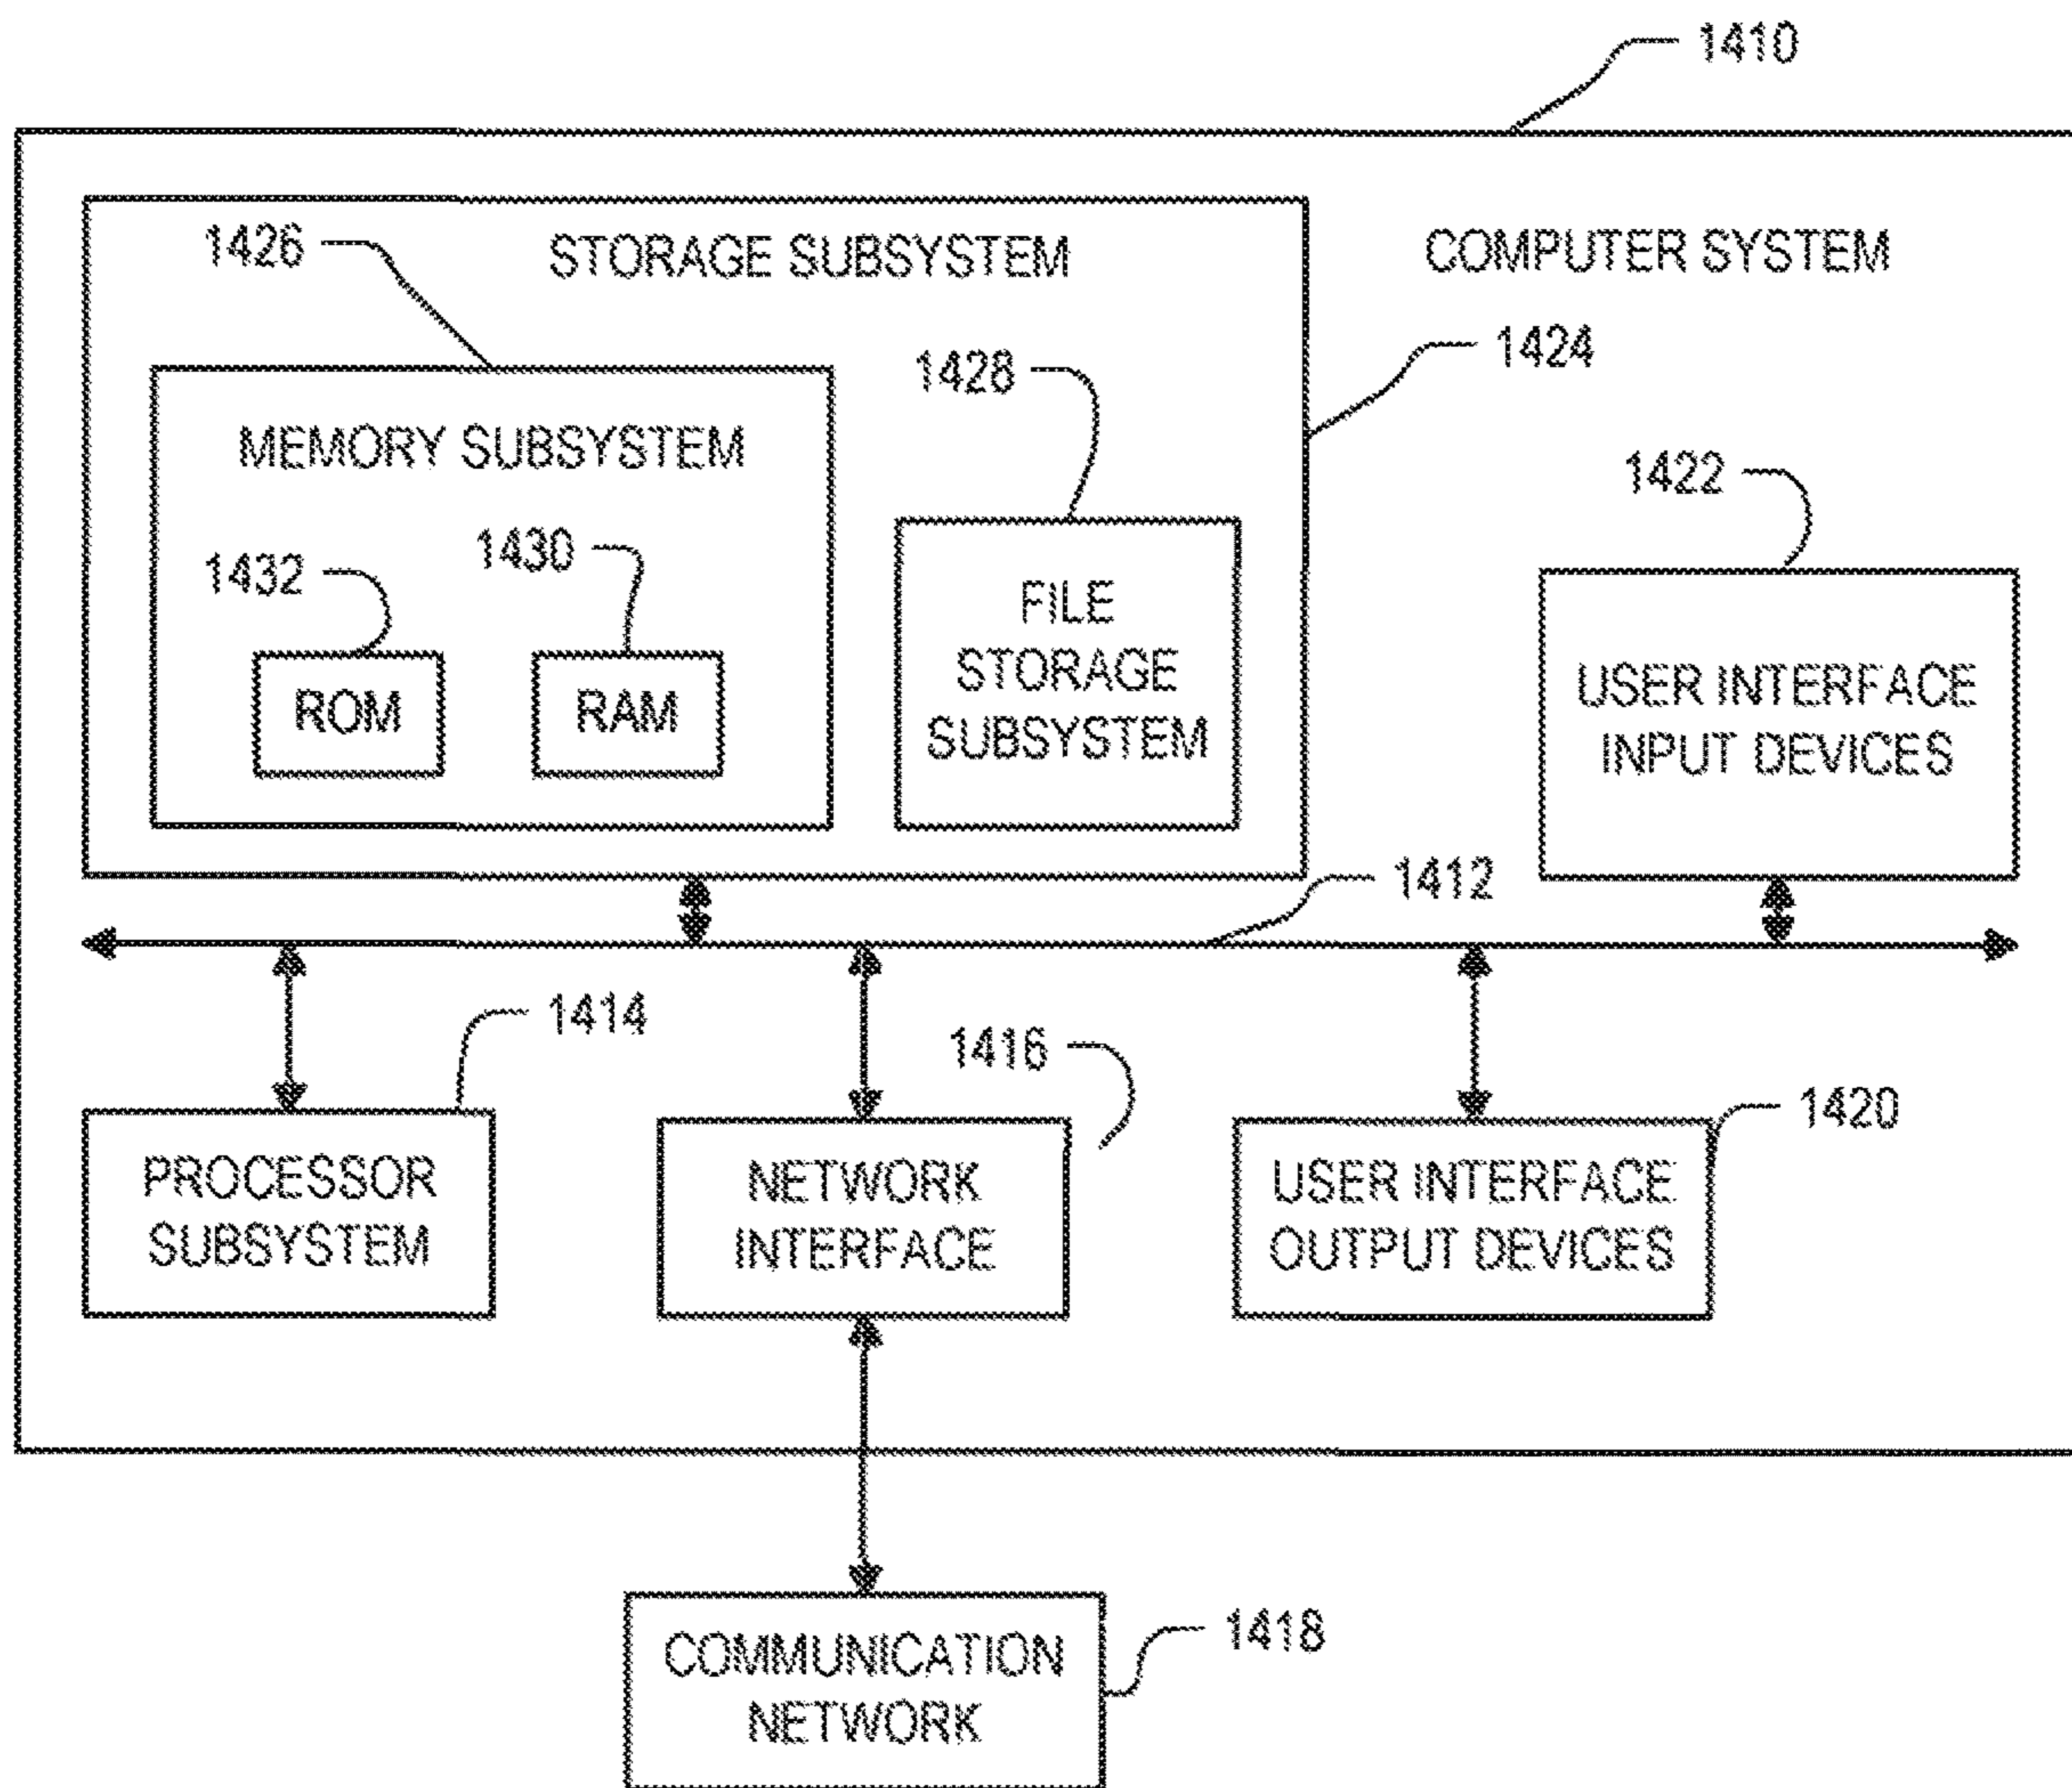 1410
1426
STORAGE SUBSYSTEM
COMPUTER SYSTEM
1424
1428
MEMORY SUBSYSTEM
1422
1432
1430
FILE
STORAGE
SUBSYSTEM
ROM
RAM
USER INTERFACE
INPUT DEVICES
1412
1414
1416
1420
PROCESSOR
SUBSYSTEM
NETWORK
INTERFACE
USER INTERFACE
OUTPUT DEVICES
COMMUNICATION
NETWORK
1418